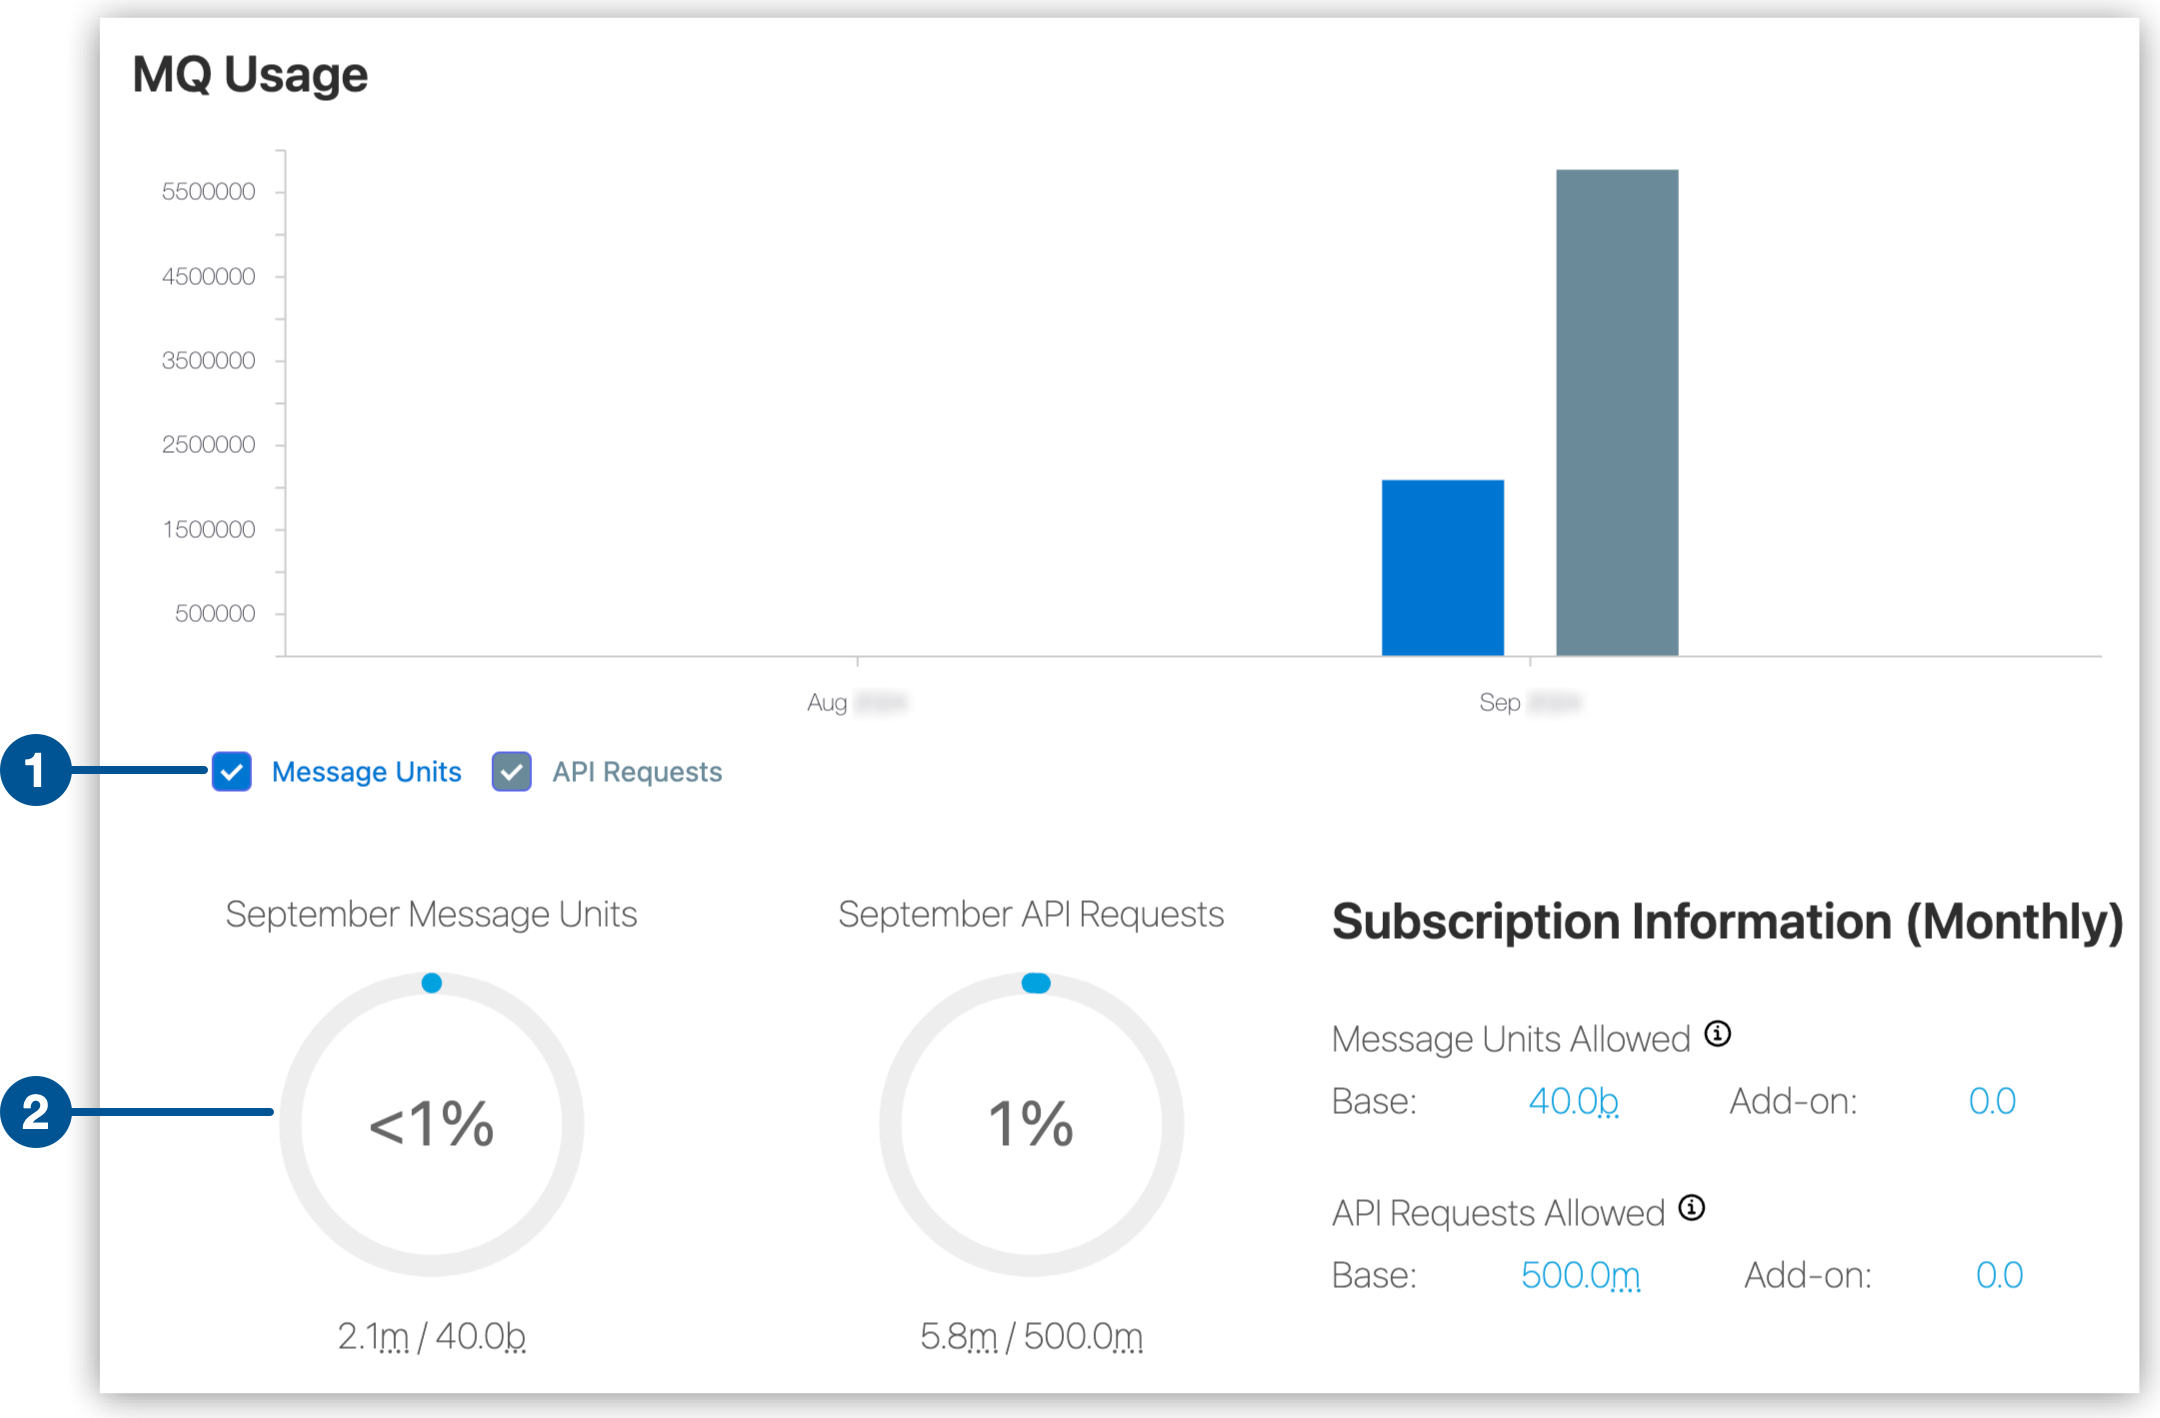 MQ Usage
5500000
4500000
3500000
2500000
1500000
500000
Aug
Sep
1
Message Units
API Requests
September Message Units
September API Requests
Subscription Information (Monthly)
2
<1%
1%
Message Units Allowed
Base: 40.0b Add-on: 0.0
API Requests Allowed
Base: 500.0m Add-on: 0.0
2.1m / 40.0b
5.8m / 500.0m